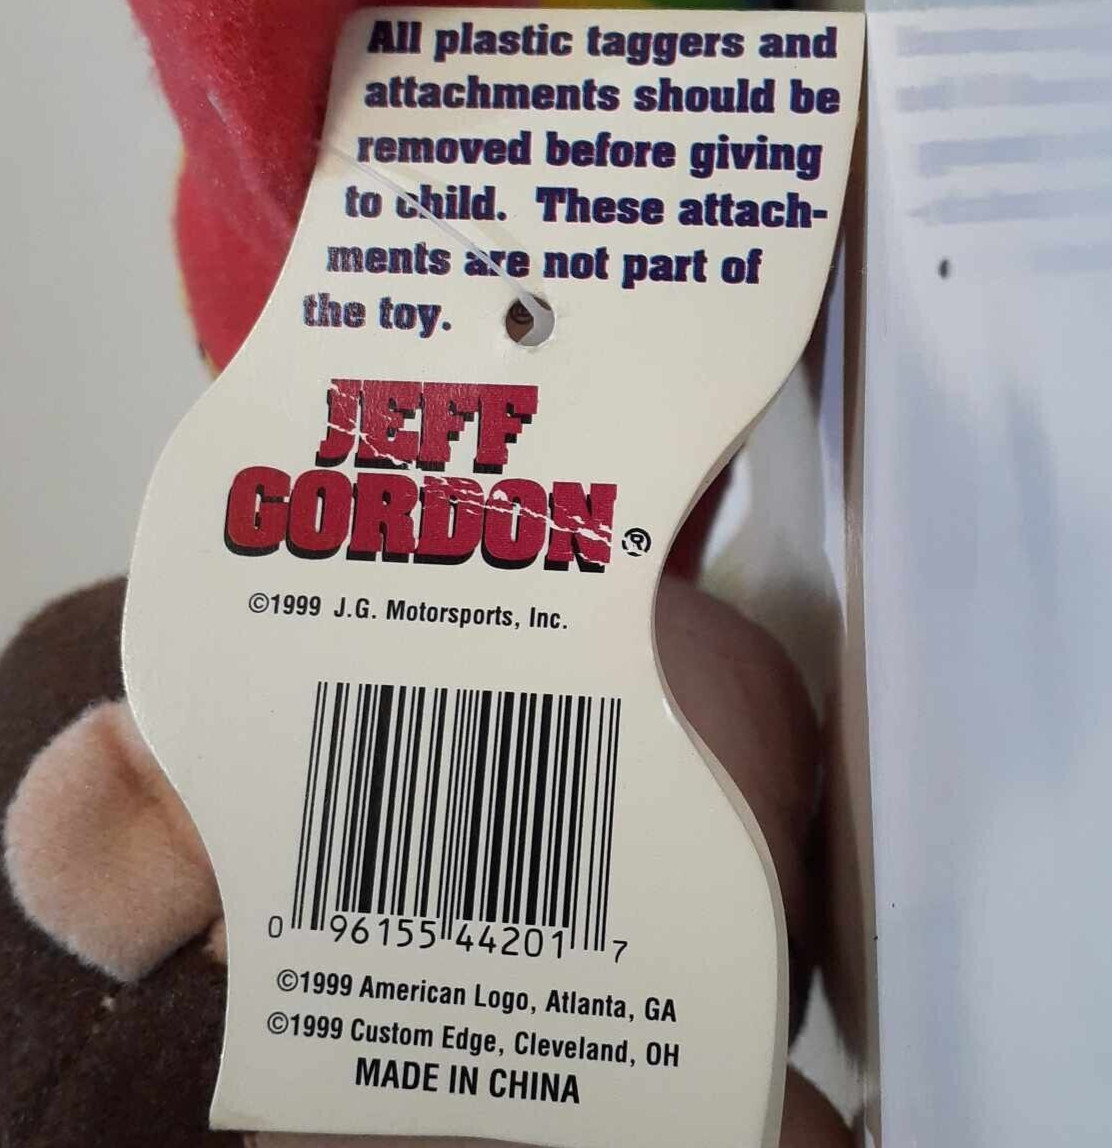 All plastic taggers and
attachments should be
removed before giving
to child. These attach-
ments are not part of
the toy.
JEFF
GORDON®
©1999 J.G. Motorsports, Inc.
0 96155 44201 7
©1999 American Logo, Atlanta, GA
©1999 Custom Edge, Cleveland, OH
MADE IN CHINA